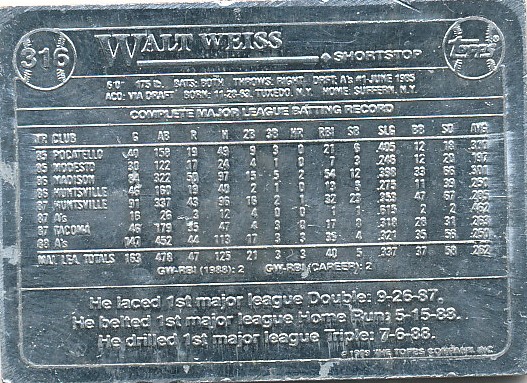 316
WALT WEISS
SHORTSTOP
TOPPS
6'0" 175 lb. BATS: BOTH THROWS: RIGHT DRFT: A's #1-JUNE 1985
ACQ: VIA DRAFT BORN: 11-28-63, TUXEDO, N.Y. HOME: SUFFERN, N.Y.
COMPLETE MAJOR LEAGUE BATTING RECORD
YR CLUB G AB R H 2B 3B HR RBI SB SLG BB SO AVG
85 POCATELLO 40 158 19 49 9 3 0 21 6 .405 12 18 .310
85 MODESTO 30 122 17 24 4 1 0 7 3 .246 12 20 .197
86 MADISON 84 322 50 97 15 5 2 54 12 .398 33 66 .301
86 HUNTSVILLE 46 160 19 40 2 1 0 13 5 .275 11 39 .250
87 HUNTSVILLE 91 337 43 96 16 2 1 32 23 47 67
87 A's 16 26 3 12 4 0 0 1 1 2 2 .462
87 TACOMA 46 179 35 47 4 3 28 31 .263
88 A's 147 452 44 113 17 3 3 39 4 .321 35 56 .250
MAJ. LEA. TOTALS 163 478 47 125 21 3 3 40 5 .337 37 58 .262
GW-RBI (1988): 2 GW-RBI (CAREER): 2
He laced 1st major league Double: 9-26-87.
He belted 1st major league Home Run: 5-15-88.
He drilled 1st major league Triple: 7-6-88.
THE TOPPS COMPANY, INC.